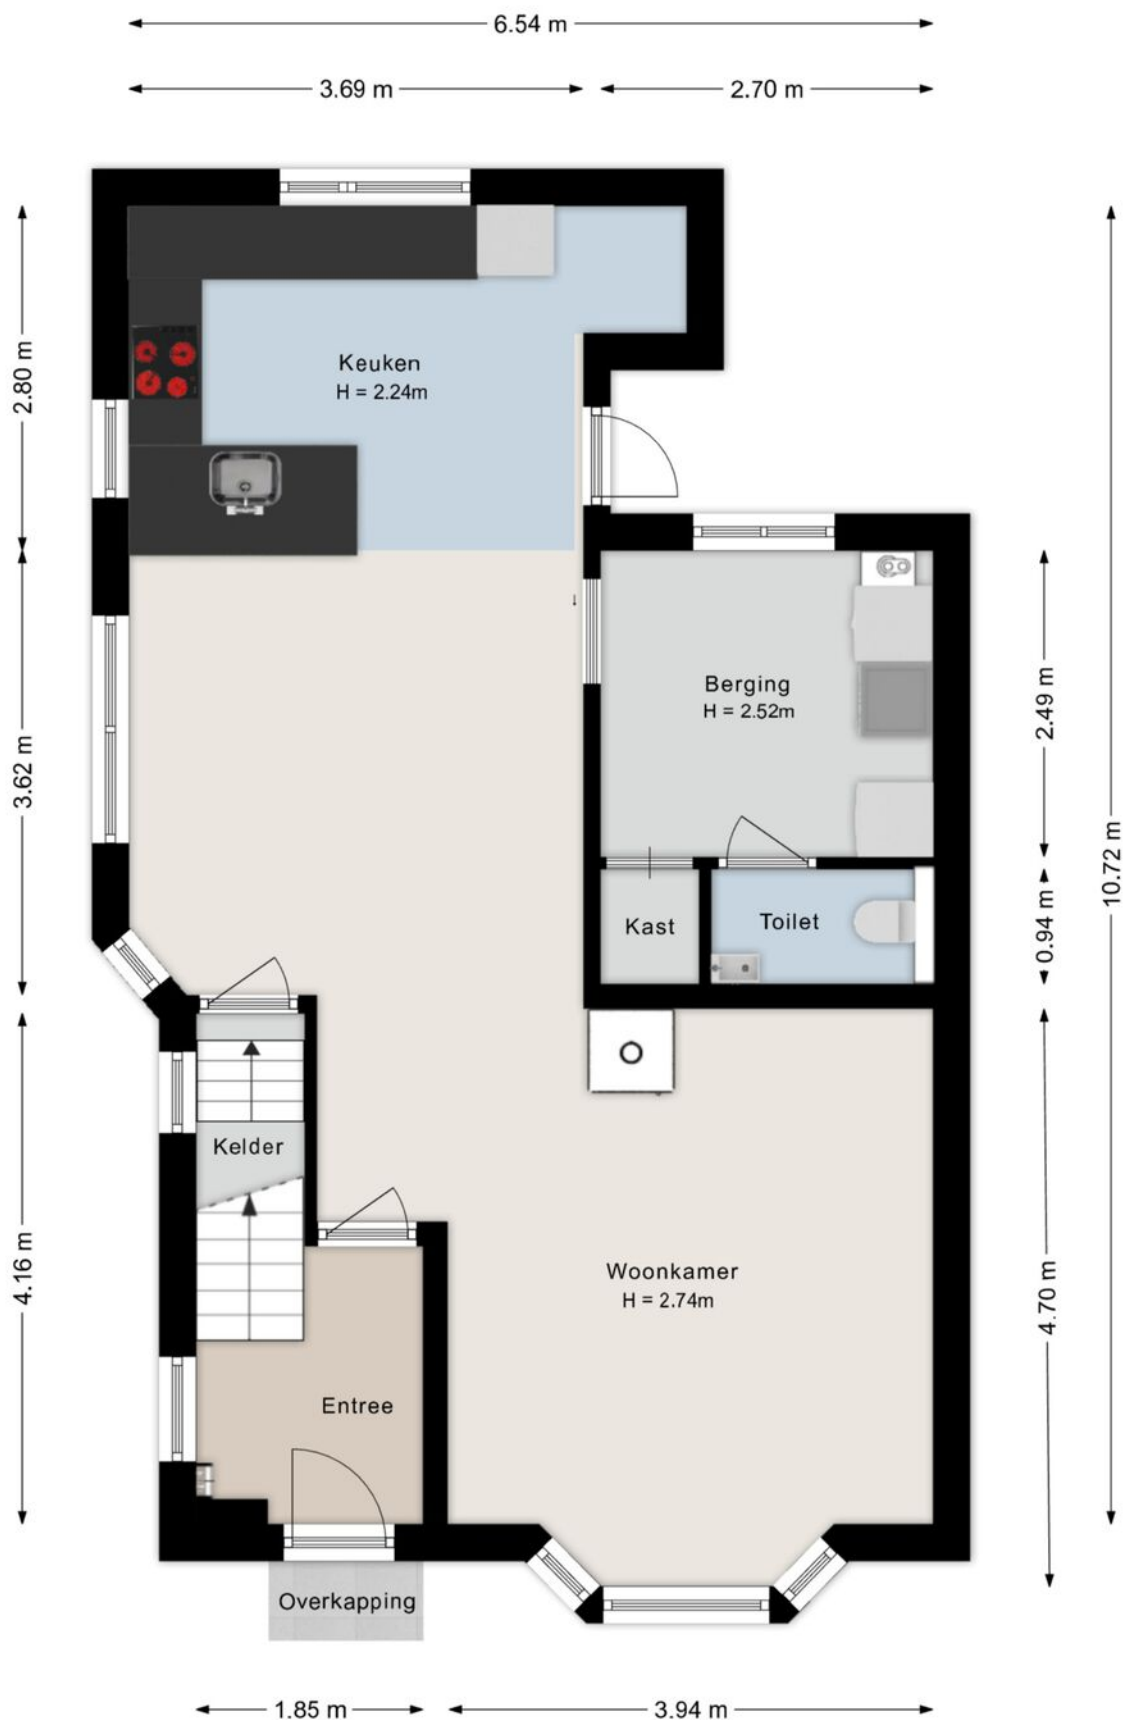 6.54 m
3.69 m
2.70 m
2.80 m
Keuken
H = 2.24m
3.62 m
Berging
H = 2.52m
2.49 m
10.72 m
0.94 m
Kast
Toilet
Kelder
4.16 m
Woonkamer
H = 2.74m
4.70 m
Entree
Overkapping
1.85 m
3.94 m